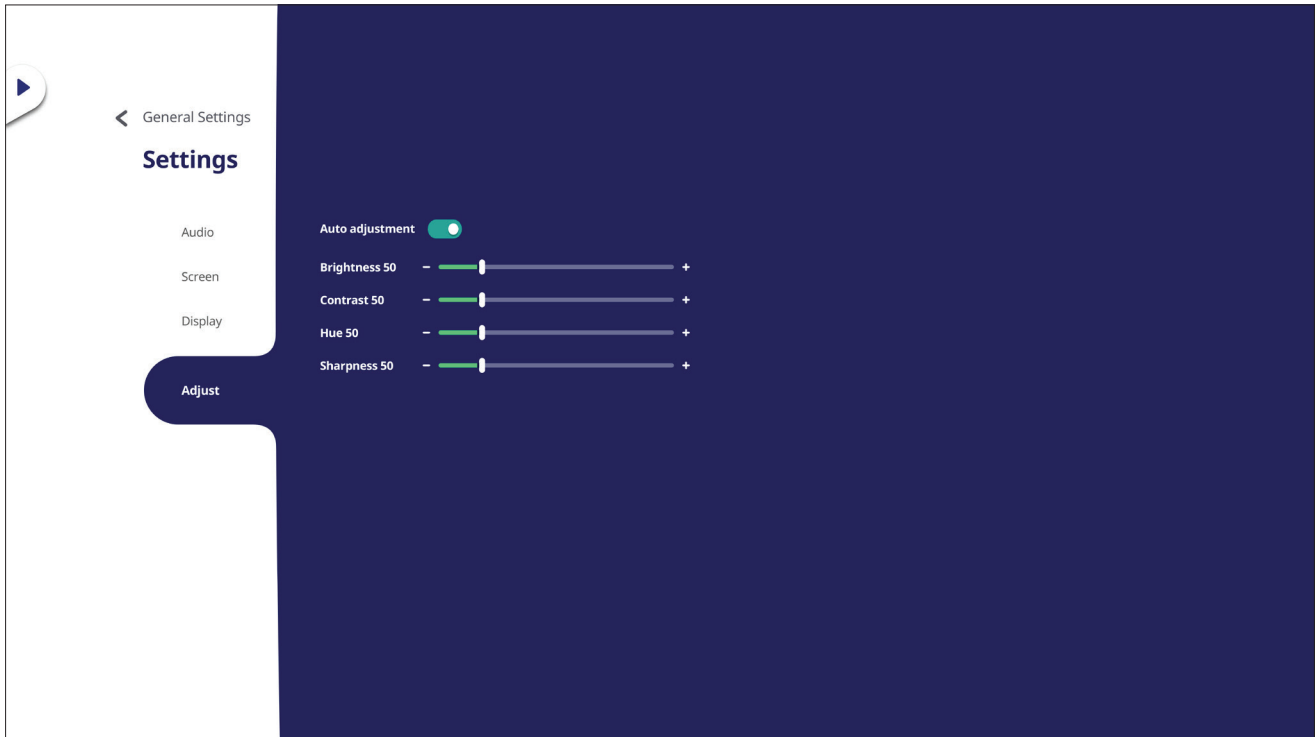 General Settings
Settings
Audio
Screen
Display
Adjust
Auto adjustment
Brightness 50 - +
Contrast 50 - +
Hue 50 - +
Sharpness 50 - +